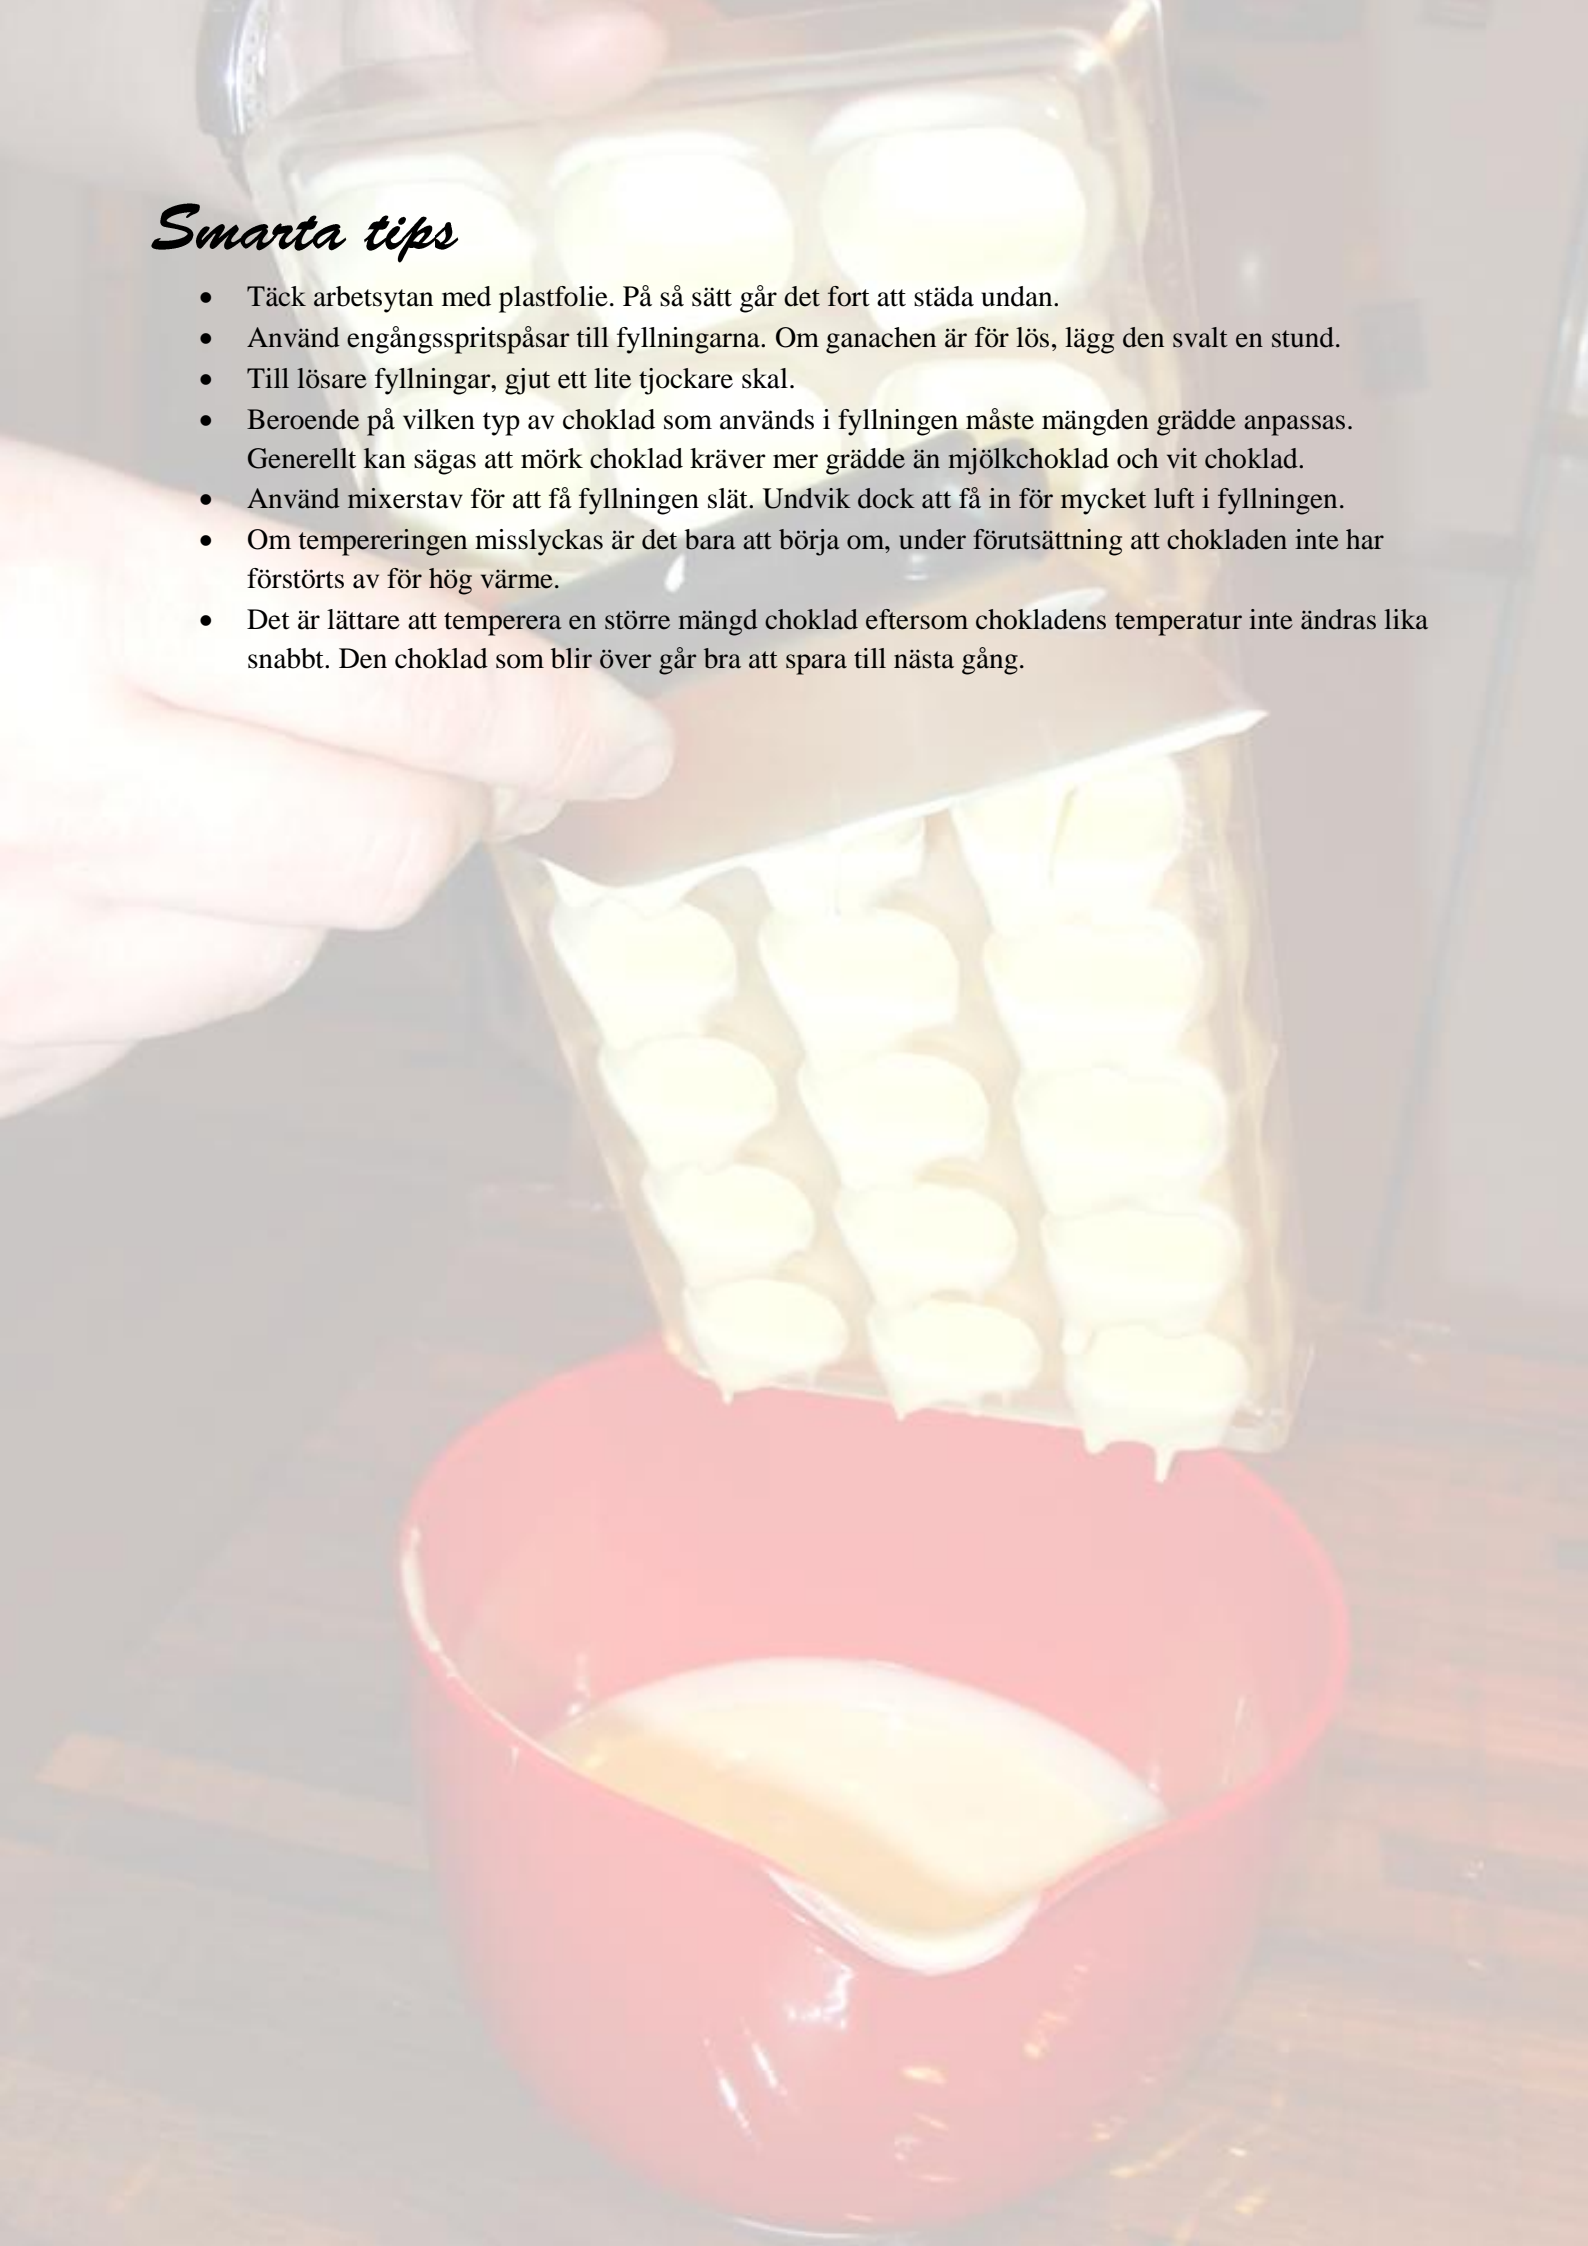 Smarta tips
• Täck arbetsytan med plastfolie. På så sätt går det fort att städa undan.
• Använd engångsspritspåsar till fyllningarna. Om ganachen är för lös, lägg den svalt en stund.
• Till lösare fyllningar, gjut ett lite tjockare skal.
• Beroende på vilken typ av choklad som används i fyllningen måste mängden grädde anpassas.
Generellt kan sägas att mörk choklad kräver mer grädde än mjölkchoklad och vit choklad.
• Använd mixerstav för att få fyllningen slät. Undvik dock att få in för mycket luft i fyllningen.
• Om tempereringen misslyckas är det bara att börja om, under förutsättning att chokladen inte har
förstörts av för hög värme.
• Det är lättare att temperera en större mängd choklad eftersom chokladens temperatur inte ändras lika
snabbt. Den choklad som blir över går bra att spara till nästa gång.